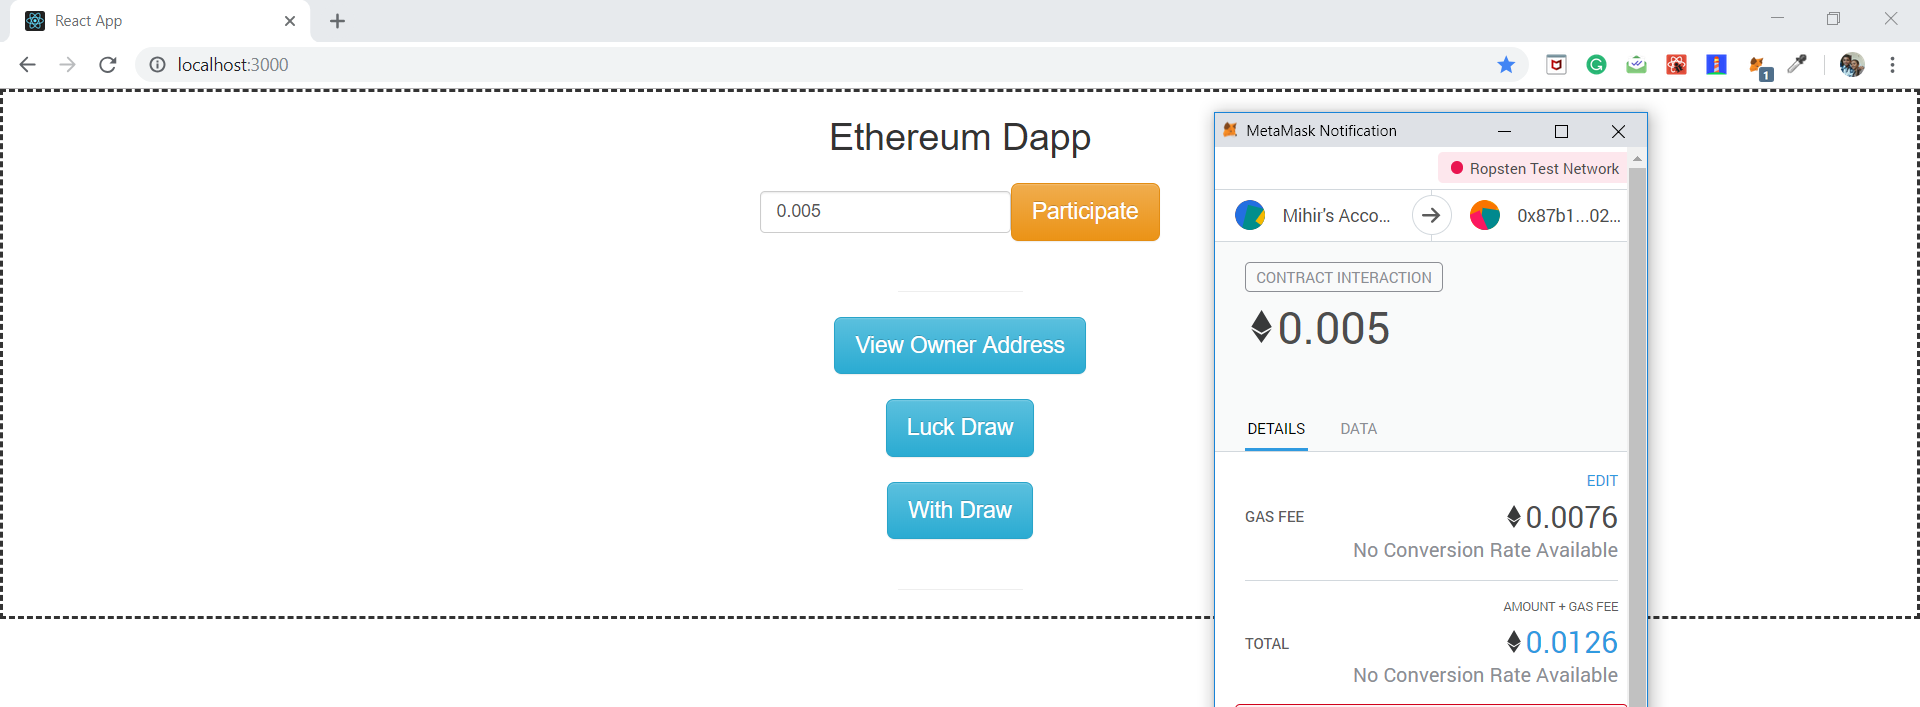 React App
localhost:3000
1
Ethereum Dapp
0.005
Participate
View Owner Address
Luck Draw
With Draw
MetaMask Notification
Ropsten Test Network
Mihir's Acco...
0x87b1...02...
CONTRACT INTERACTION
0.005
DETAILS DATA
EDIT
GAS FEE 0.0076
No Conversion Rate Available
AMOUNT + GAS FEE
TOTAL 0.0126
No Conversion Rate Available